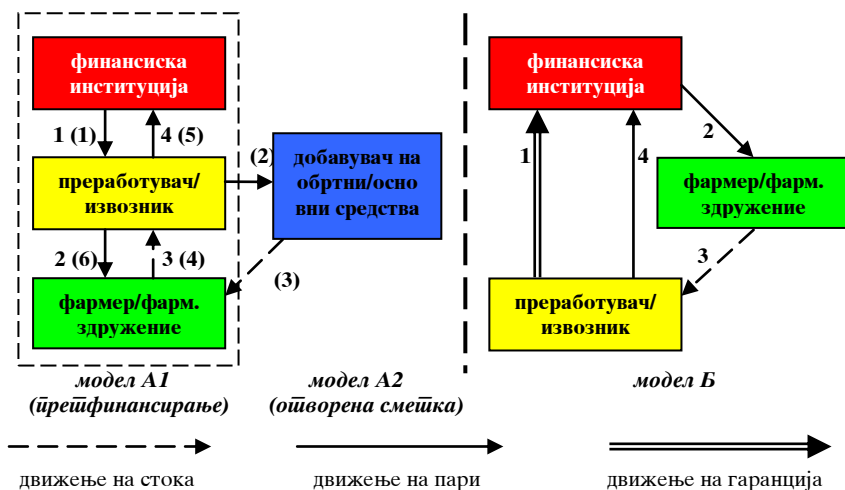 финансиска
институција
1 (1)
4 (5)
преработувач/
извозник
(2)
добавувач на
обртни/осно
вни средства
2 (6)
3 (4)
(3)
фармер/фарм.
здружение
модел А1
(претфинансирање)
модел А2
(отворена сметка)
финансиска
институција
1
4
2
фармер/фарм.
здружение
3
преработувач/
извозник
модел Б
движење на стока
движење на пари
движење на гаранција